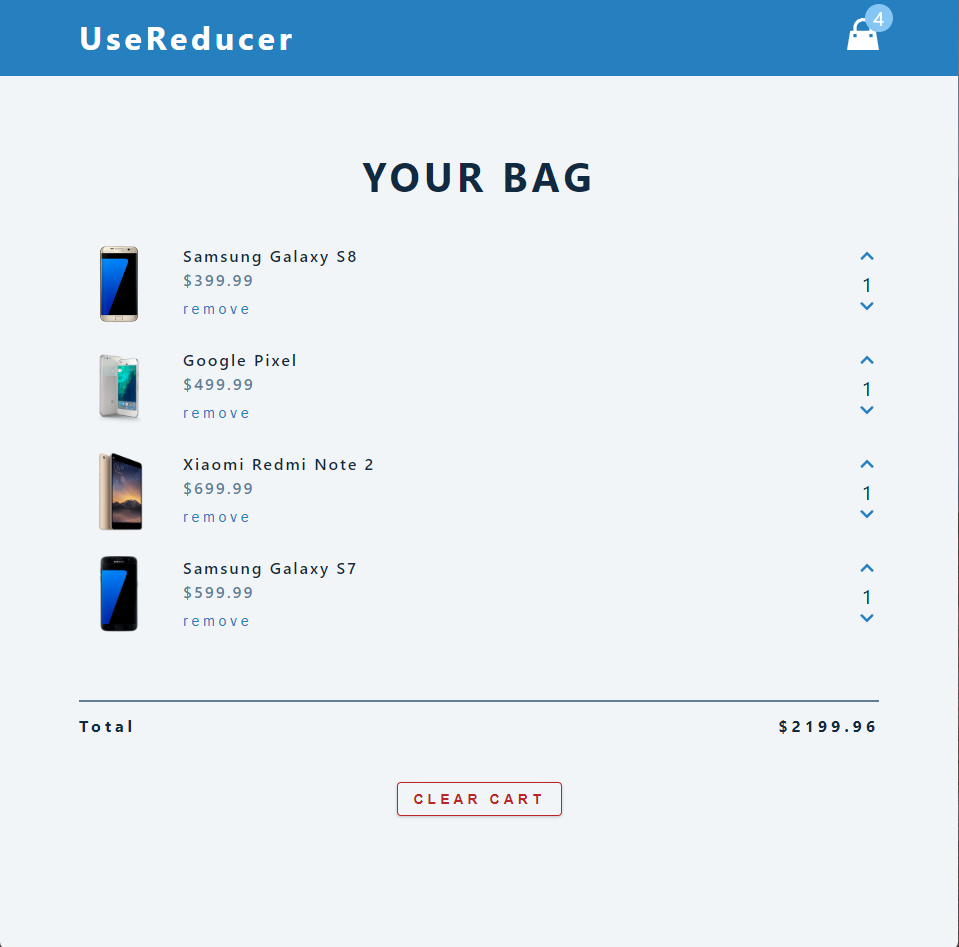 UseReducer
4
YOUR BAG
Samsung Galaxy S8
$399.99
remove
1
Google Pixel
$499.99
remove
1
Xiaomi Redmi Note 2
$699.99
remove
1
Samsung Galaxy S7
$599.99
remove
1
Total $2199.96
CLEAR CART